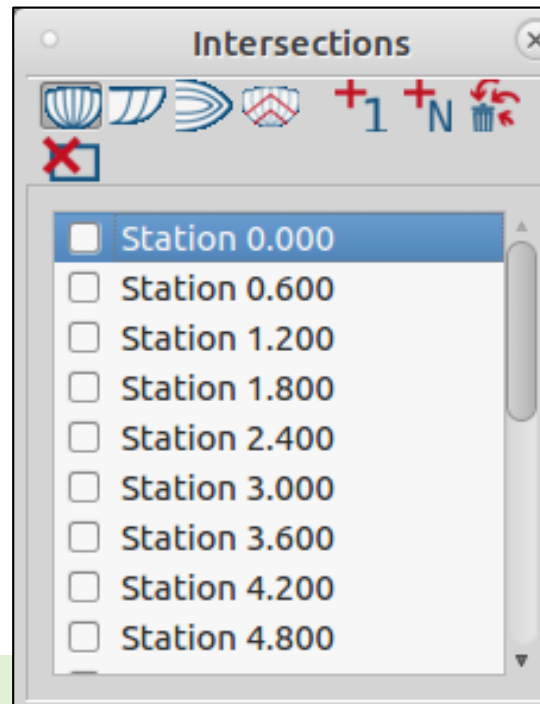 Intersections
+1 +N
Station 0.000
Station 0.600
Station 1.200
Station 1.800
Station 2.400
Station 3.000
Station 3.600
Station 4.200
Station 4.800